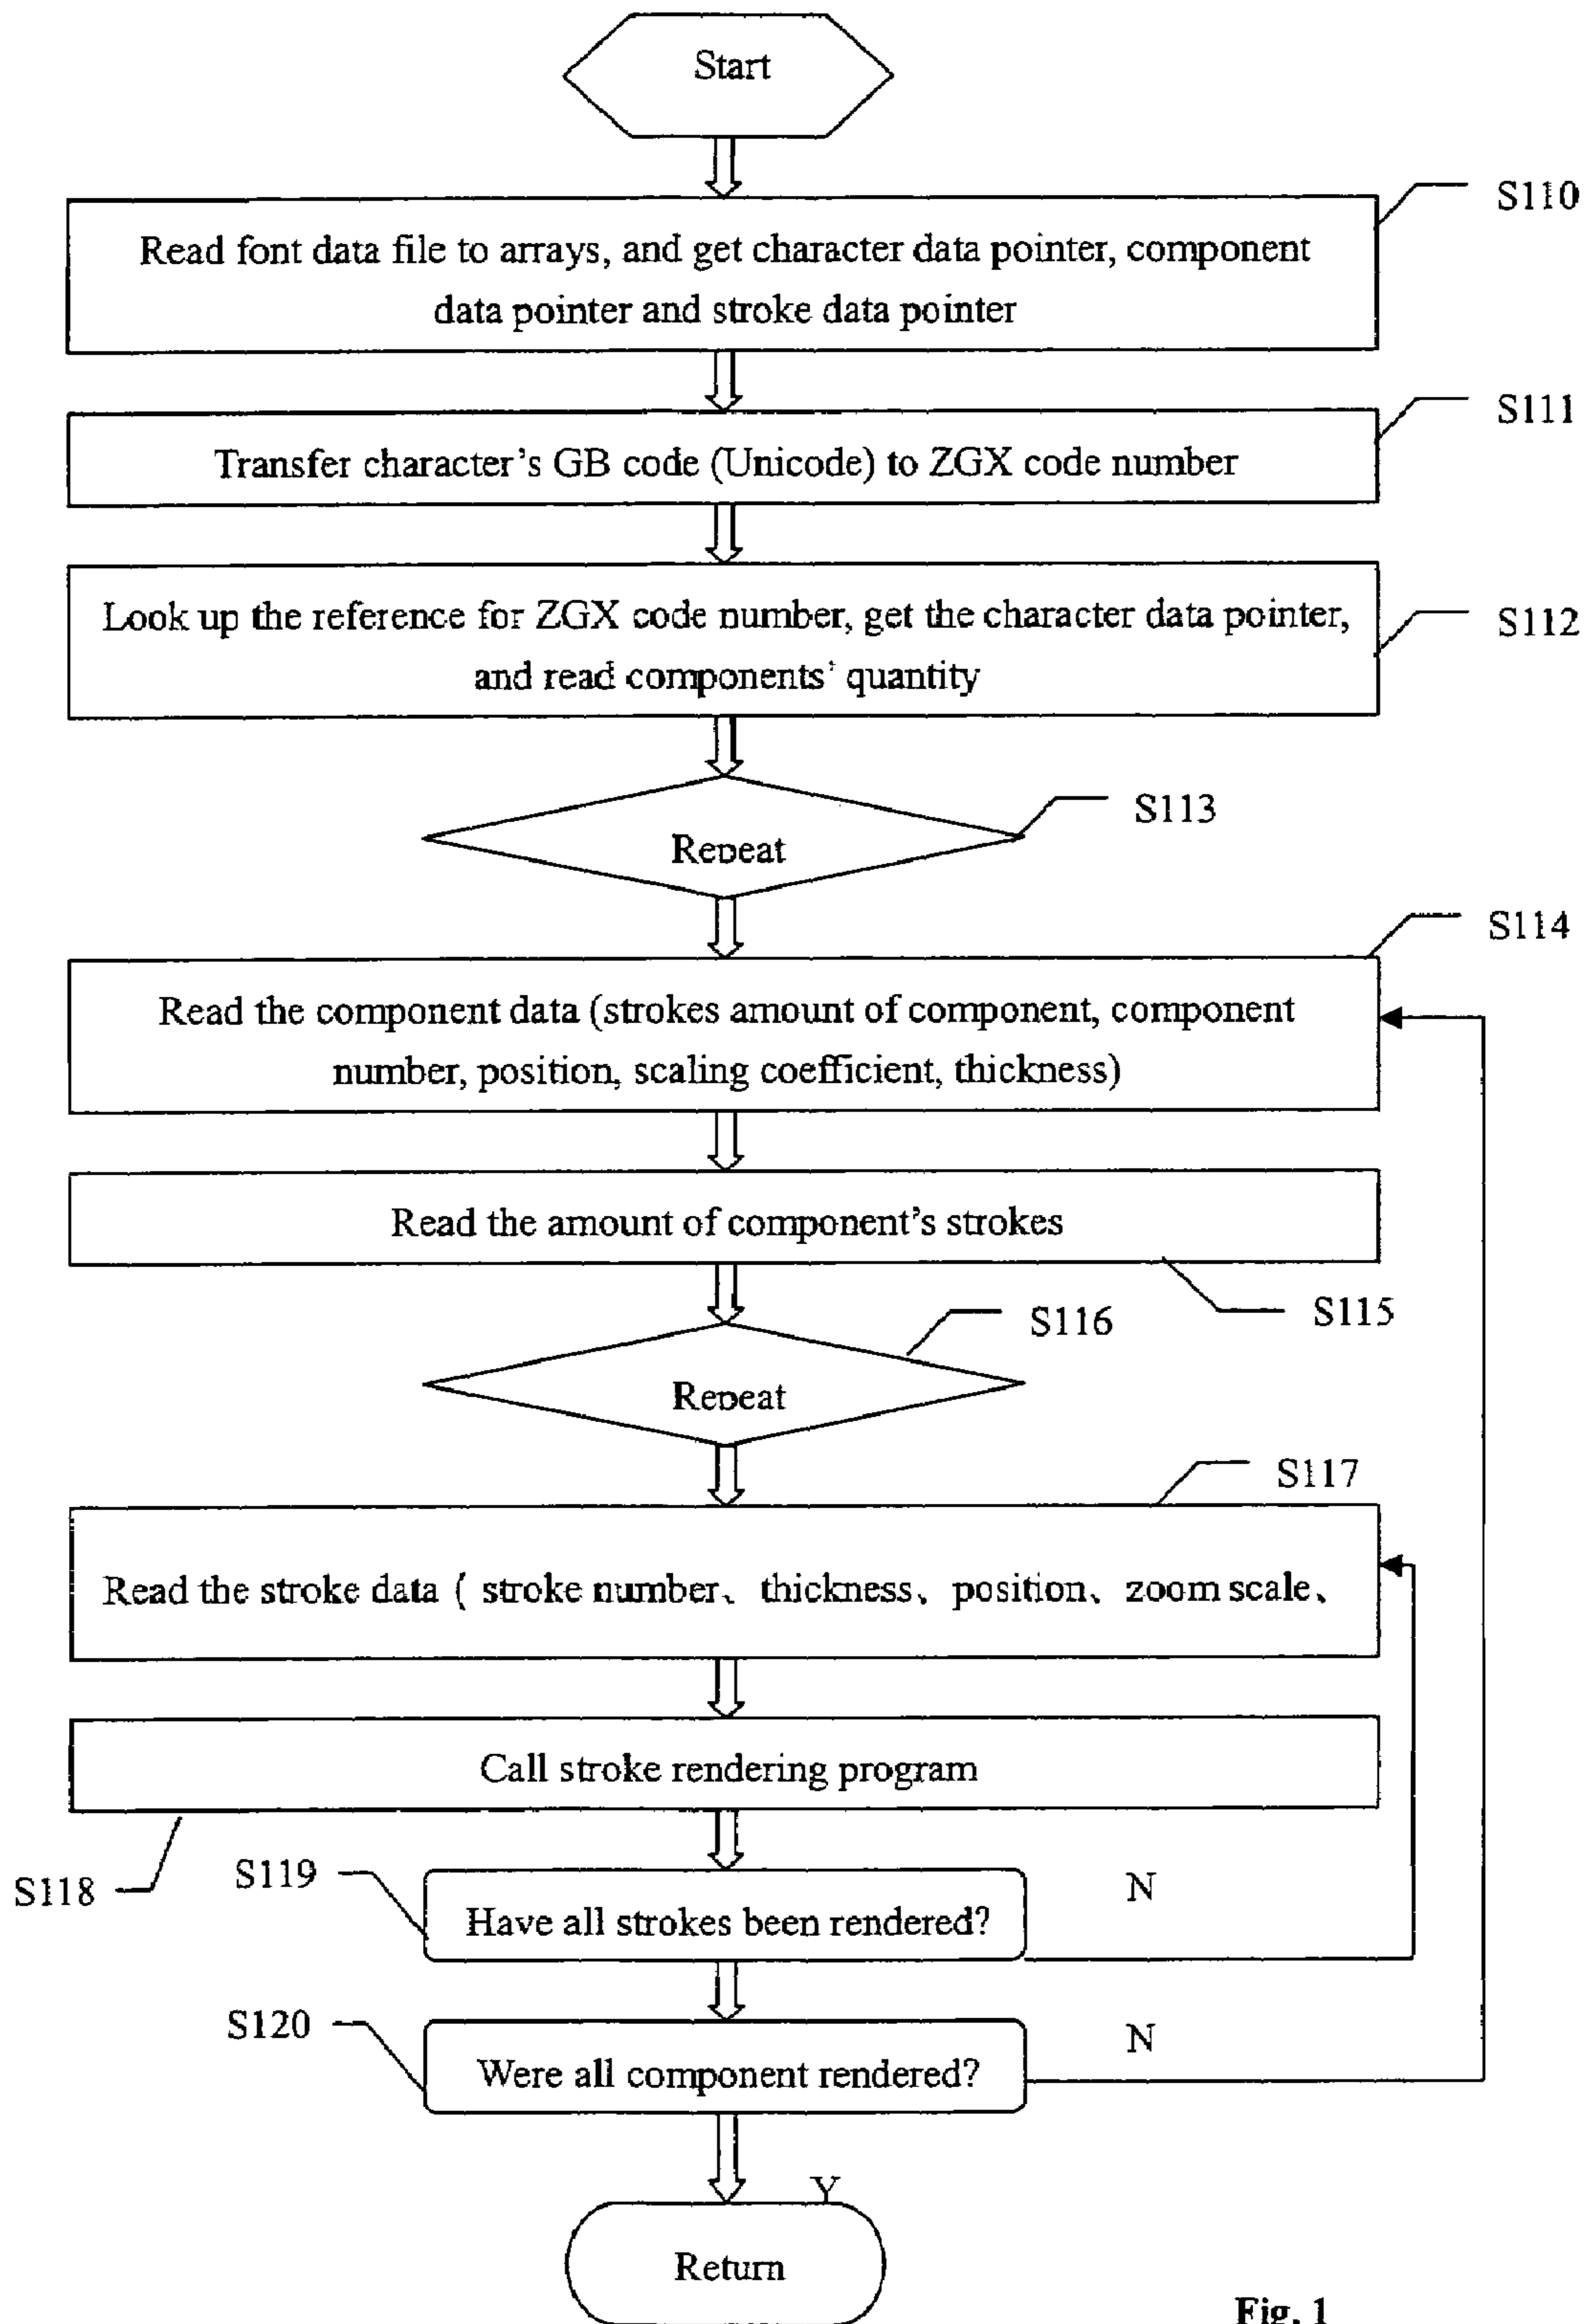 Start
S110
Read font data file to arrays, and get character data pointer, component
data pointer and stroke data pointer
S111
Transfer character's GB code (Unicode) to ZGX code number
Look up the reference for ZGX code number, get the character data pointer,
and read components' quantity
S112
S113
Repeat
S114
Read the component data (strokes amount of component, component
number, position, scaling coefficient, thickness)
Read the amount of component's strokes
S115
S116
Repeat
S117
Read the stroke data ( stroke number、thickness、position、zoom scale、
Call stroke rendering program
S118
S119
N
Have all strokes been rendered?
S120
N
Were all component rendered?
Y
Return
Fig. 1